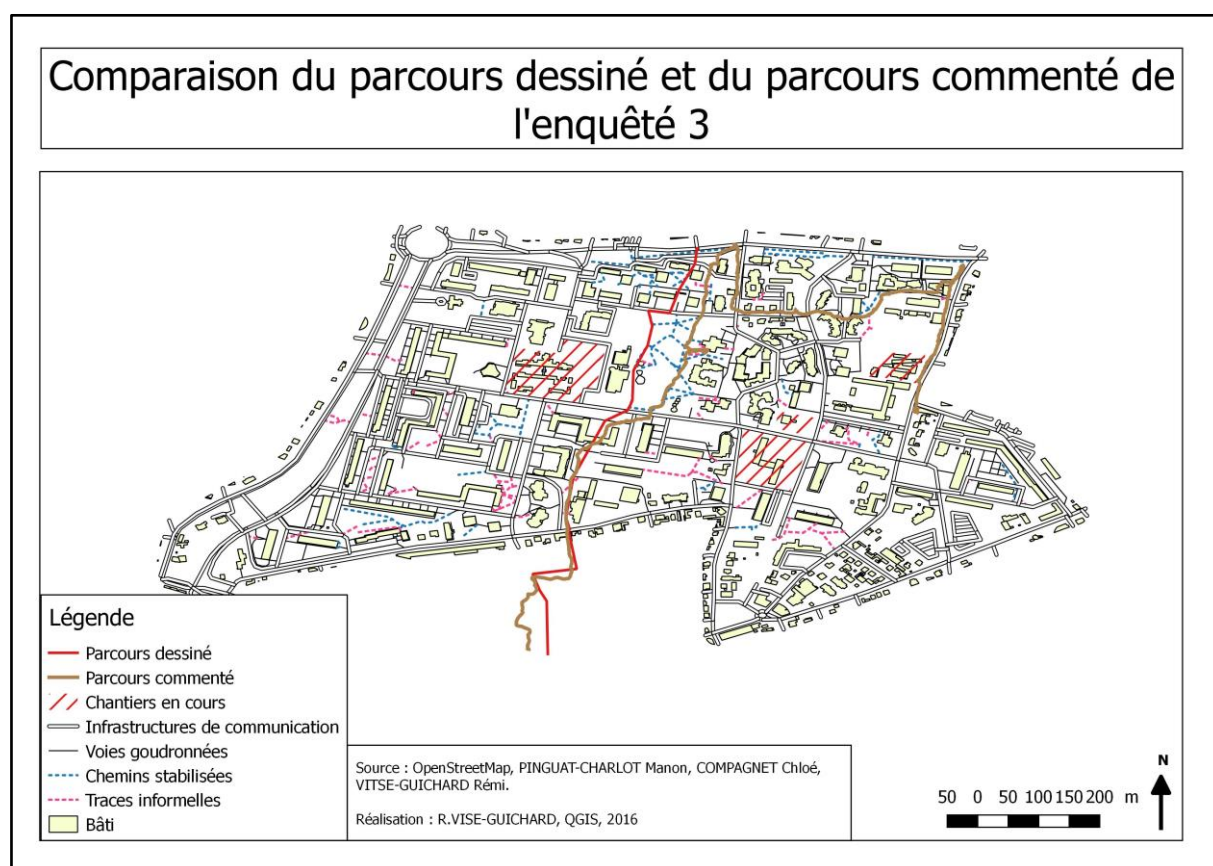 Comparaison du parcours dessiné et du parcours commenté de
l'enquêté 3
Légende
Parcours dessiné
Parcours commenté
Chantiers en cours
Infrastructures de communication
Voies goudronnées
Chemins stabilisées
Traces informelles
Bâti
Source : OpenStreetMap, PINGUAT-CHARLOT Manon, COMPAGNET Chloé,
VITSE-GUICHARD Rémi.
Réalisation : R.VISE-GUICHARD, QGIS, 2016
50 0 50 100 150 200 m
N